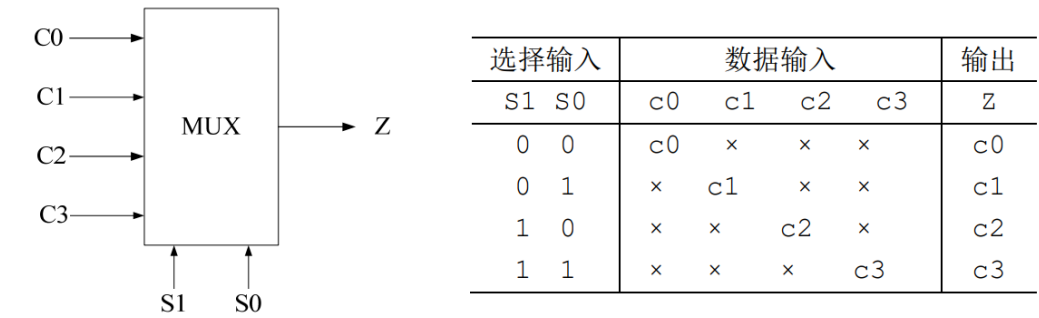 C0
C1
C2
C3
MUX
Z
S1 S0
选择输入 数据输入 输出
S1 S0 c0 c1 c2 c3 Z
0 0 c0 × × × c0
0 1 × c1 × × c1
1 0 × × c2 × c2
1 1 × × × c3 c3